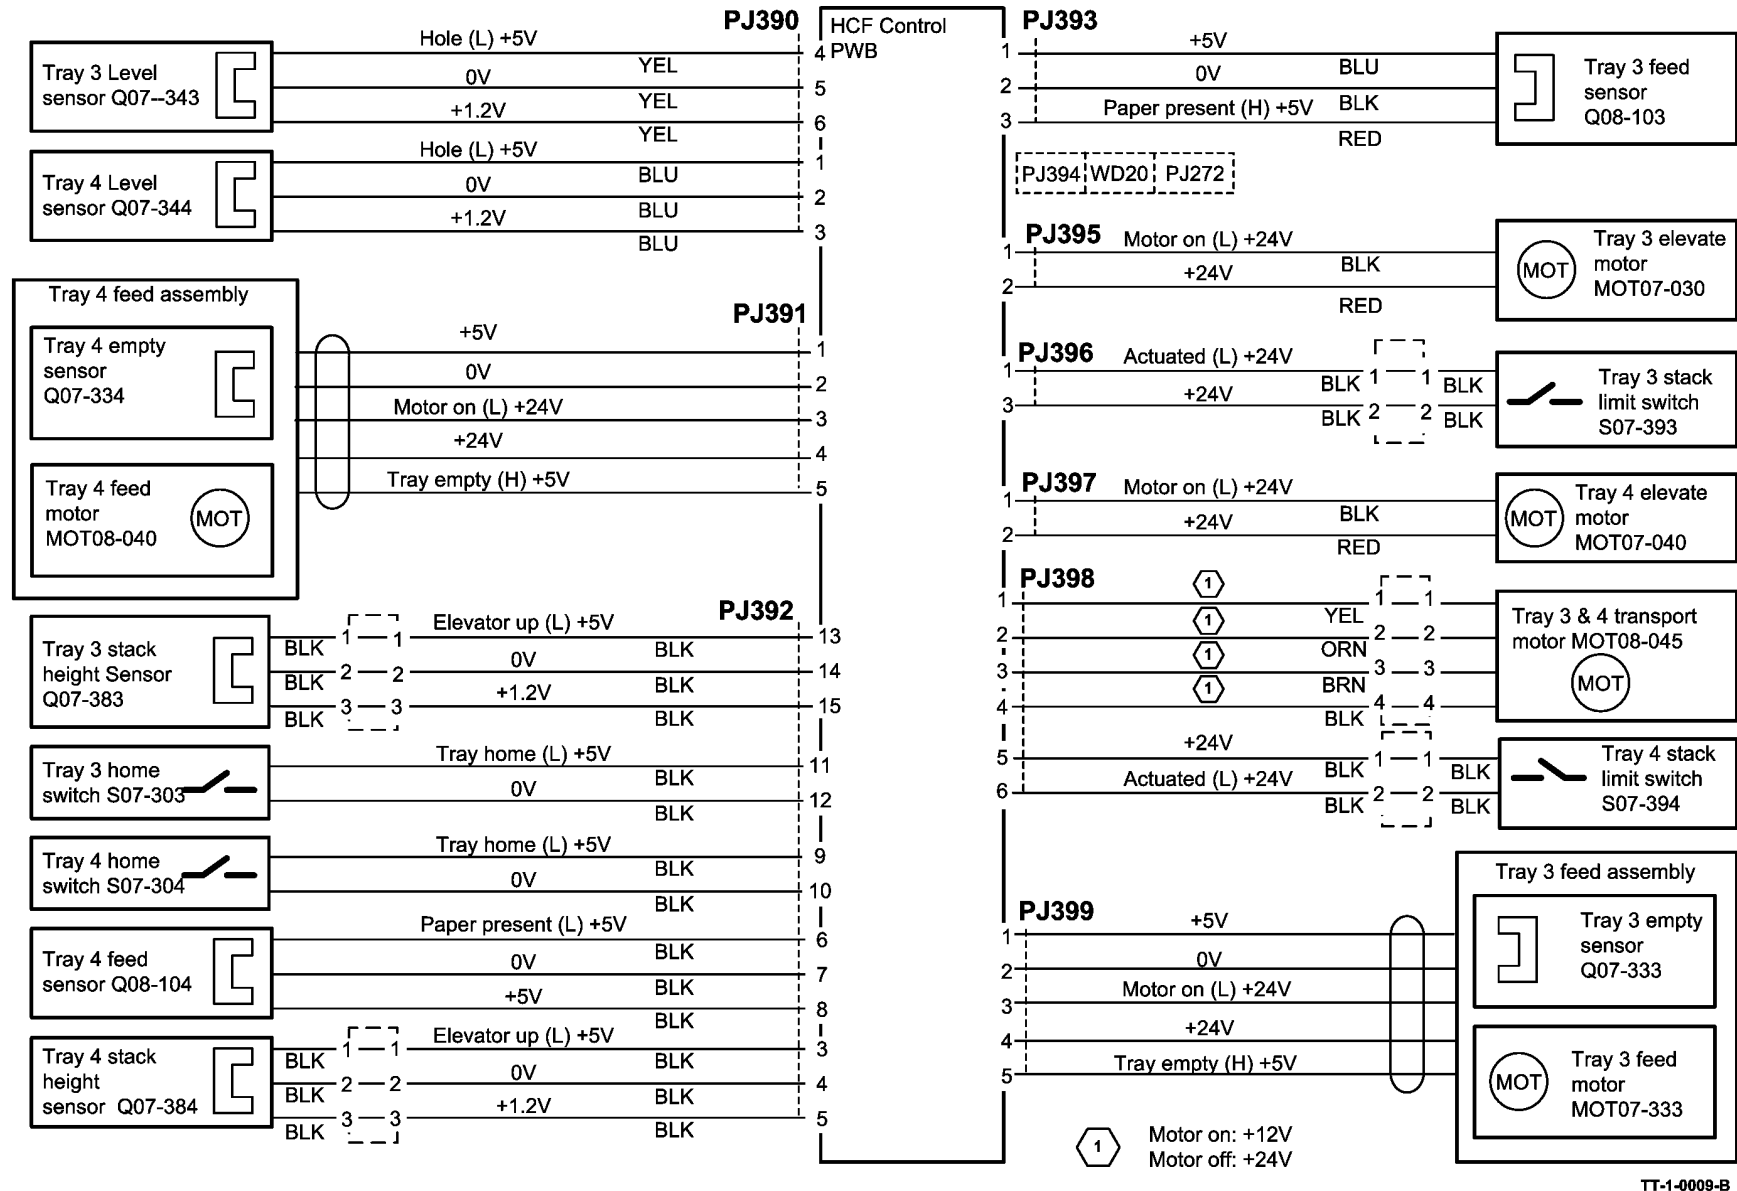 PJ390
HCF Control
PWB
PJ393
Tray 3 Level
sensor Q07--343
Hole (L) +5V
YEL
4
0V
YEL
5
+1.2V
YEL
6
Tray 4 Level
sensor Q07-344
Hole (L) +5V
BLU
1
0V
BLU
2
+1.2V
BLU
3
Tray 4 feed assembly
Tray 4 empty
sensor
Q07-334
Tray 4 feed
motor
MOT08-040
MOT
PJ391
+5V
1
0V
2
Motor on (L) +24V
3
+24V
4
Tray empty (H) +5V
5
PJ392
Tray 3 stack
height Sensor
Q07-383
BLK 1 1 Elevator up (L) +5V BLK 13
BLK 2 2 0V BLK 14
BLK 3 3 +1.2V BLK 15
Tray 3 home
switch S07-303
Tray home (L) +5V
BLK
11
0V
BLK
12
Tray 4 home
switch S07-304
Tray home (L) +5V
BLK
9
0V
BLK
10
Tray 4 feed
sensor Q08-104
Paper present (L) +5V
BLK
6
0V
BLK
7
+5V
BLK
8
Tray 4 stack
height
sensor Q07-384
BLK 1 1 Elevator up (L) +5V BLK 3
BLK 2 2 0V BLK 4
BLK 3 3 +1.2V BLK 5
1
+5V
BLU
2
0V
BLK
3
Paper present (H) +5V
RED
Tray 3 feed
sensor
Q08-103
PJ394 WD20 PJ272
PJ395
1
Motor on (L) +24V
BLK
2
+24V
RED
MOT
Tray 3 elevate
motor
MOT07-030
PJ396
1 Actuated (L) +24V BLK 1 1 BLK
3 +24V BLK 2 2 BLK
Tray 3 stack
limit switch
S07-393
PJ397
1
Motor on (L) +24V
BLK
2
+24V
RED
MOT
Tray 4 elevate
motor
MOT07-040
PJ398
1 1 YEL 1 1
2 1 ORN 2 2
3 1 BRN 3 3
4 1 BLK 4 4
Tray 3 & 4 transport
motor MOT08-045
MOT
5 +24V BLK 1 1 BLK
6 Actuated (L) +24V BLK 2 2 BLK
Tray 4 stack
limit switch
S07-394
PJ399
1
+5V
2
0V
3
Motor on (L) +24V
4
+24V
5
Tray empty (H) +5V
Tray 3 feed assembly
Tray 3 empty
sensor
Q07-333
MOT
Tray 3 feed
motor
MOT07-333
1
Motor on: +12V
Motor off: +24V
TT-1-0009-B